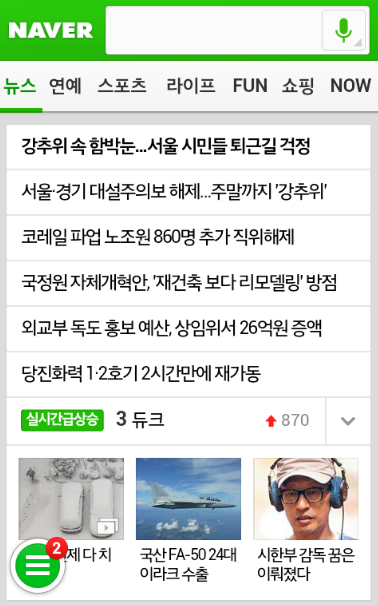 NAVER
뉴스 연예 스포츠 라이프 FUN 쇼핑 NOW
강추위 속 함박눈...서울 시민들 퇴근길 걱정
서울·경기 대설주의보 해제...주말까지 '강추위'
코레일 파업 노조원 860명 추가 직위해제
국정원 자체개혁안, '재건축 보다 리모델링' 방점
외교부 독도 홍보 예산, 상임위서 26억원 증액
당진화력 1·2호기 2시간만에 재가동
실시간급상승 3 듀크 870
제 다 치
국산 FA-50 24대
이라크 수출
시한부 감독 꿈은
이뤄졌다
2